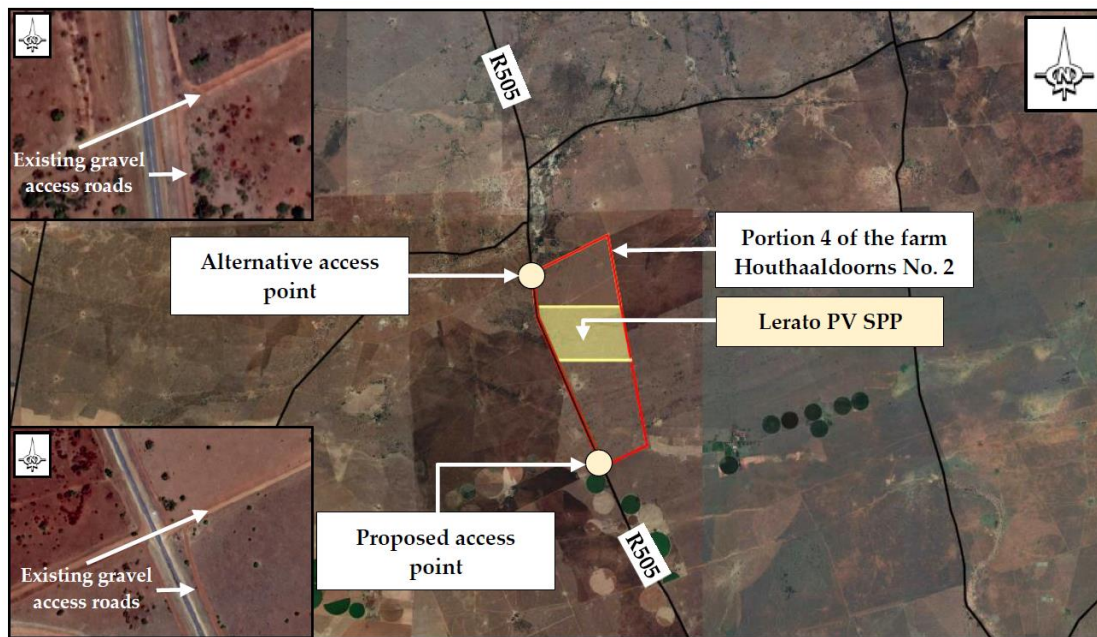 N
Existing gravel
access roads
R505
N
Alternative access
point
Portion 4 of the farm
Houthaaldoorns No. 2
Lerato PV SPP
N
Existing gravel
access roads
Proposed access
point
R505